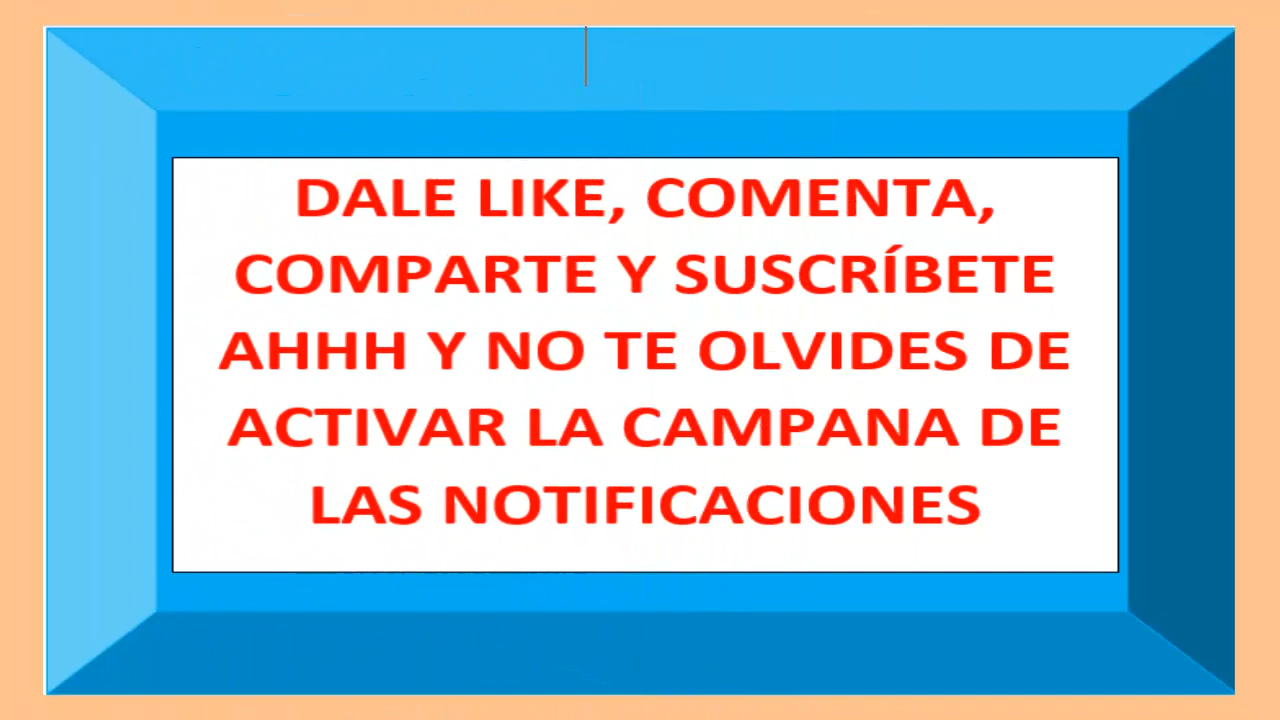 DALE LIKE, COMENTA,
COMPARTE Y SUSCRÍBETE
AHHH Y NO TE OLVIDES DE
ACTIVAR LA CAMPANA DE
LAS NOTIFICACIONES